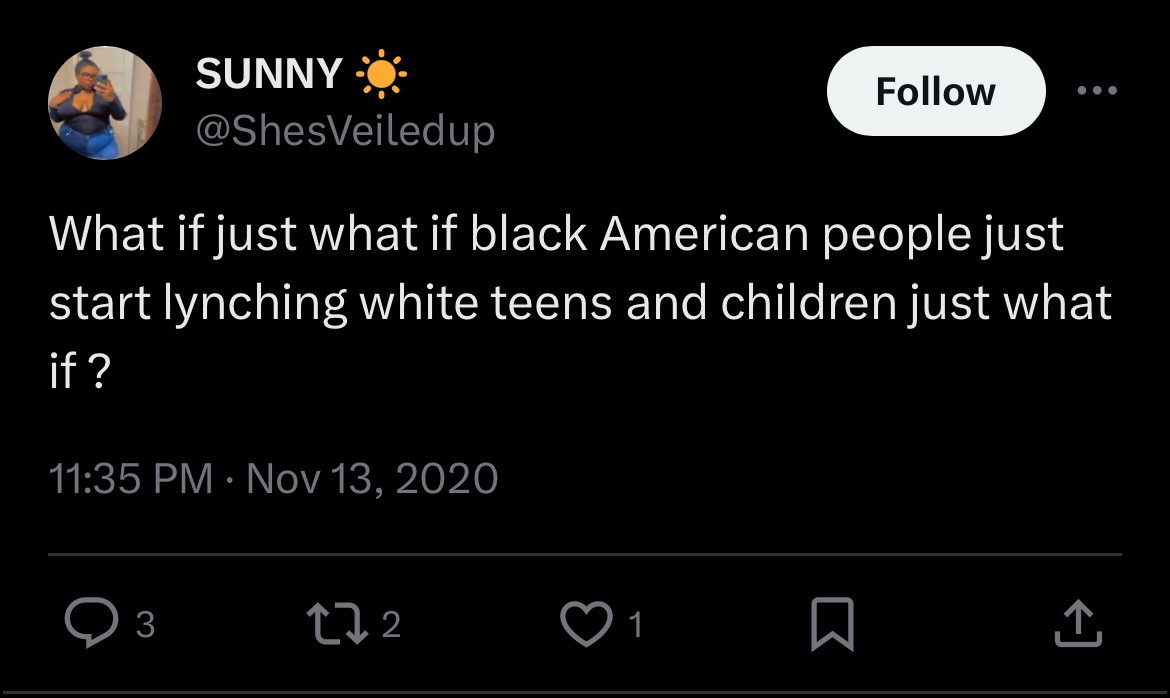 SUNNY ☀️
@ShesVeiledup
Follow
What if just what if black American people just
start lynching white teens and children just what
if ?
11:35 PM · Nov 13, 2020
3
2
1